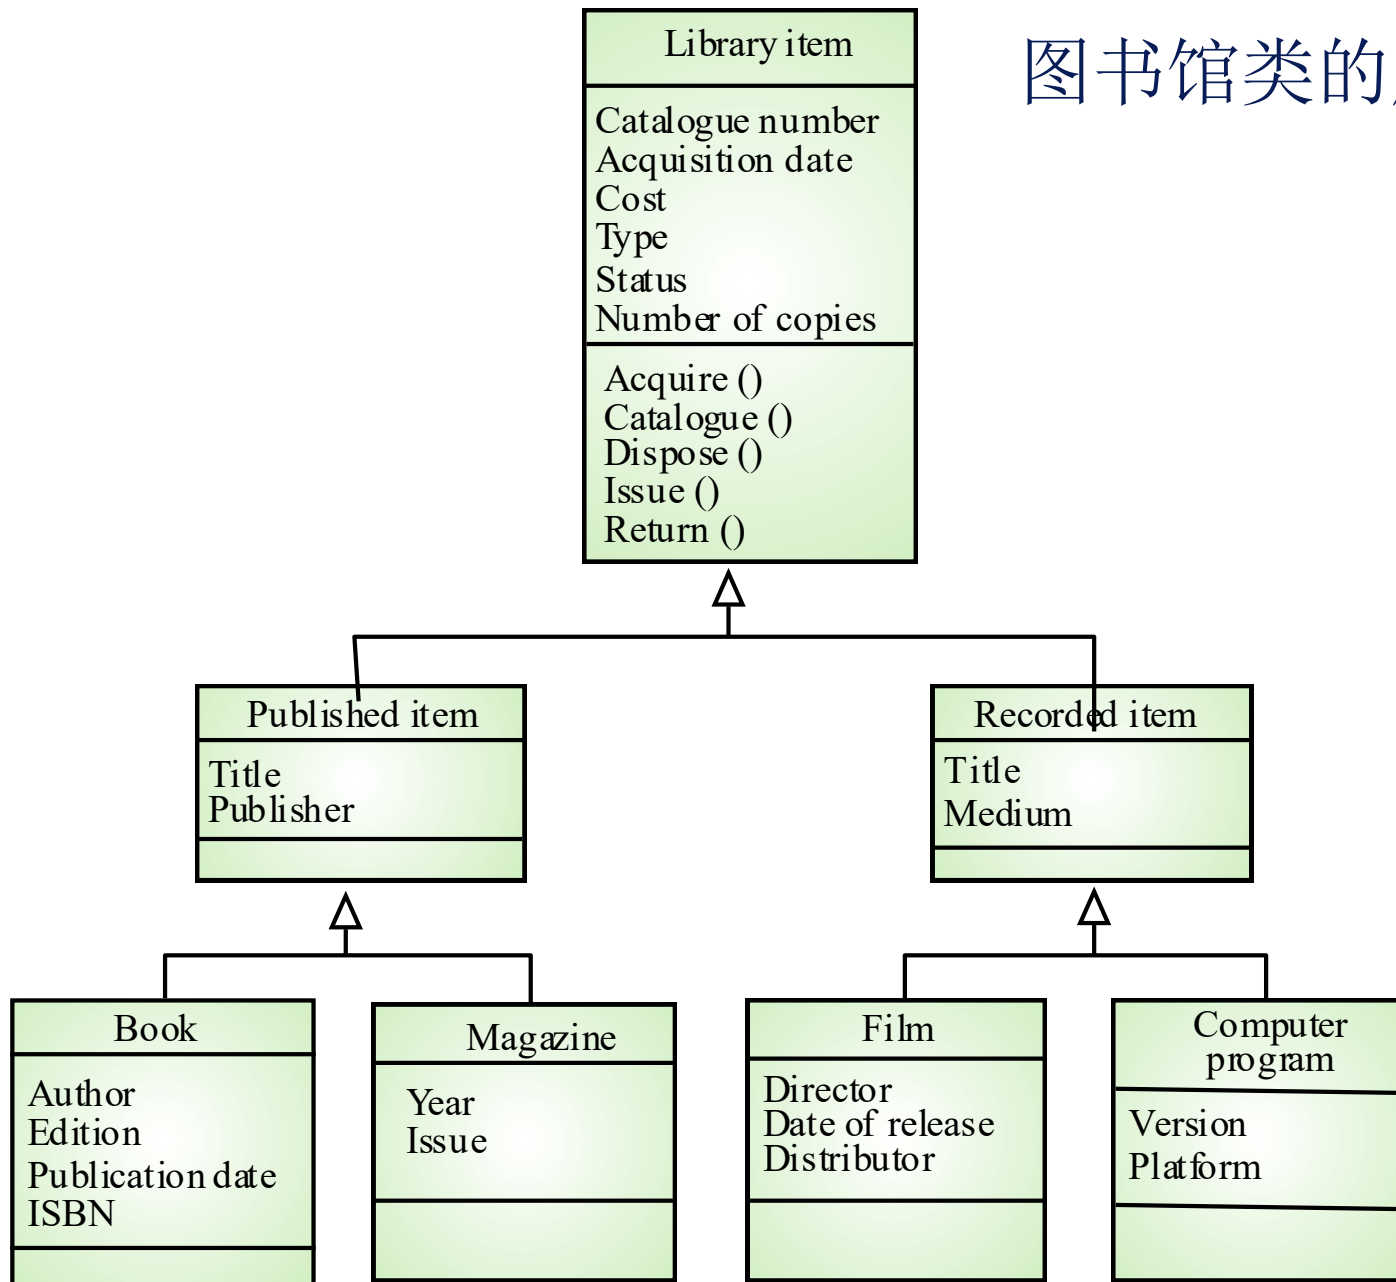 图书馆类的
Library item
Catalogue number
Acquisition date
Cost
Type
Status
Number of copies
Acquire ()
Catalogue ()
Dispose ()
Issue ()
Return ()
Published item
Title
Publisher
Recorded item
Title
Medium
Book
Author
Edition
Publication date
ISBN
Magazine
Year
Issue
Film
Director
Date of release
Distributor
Computer
program
Version
Platform